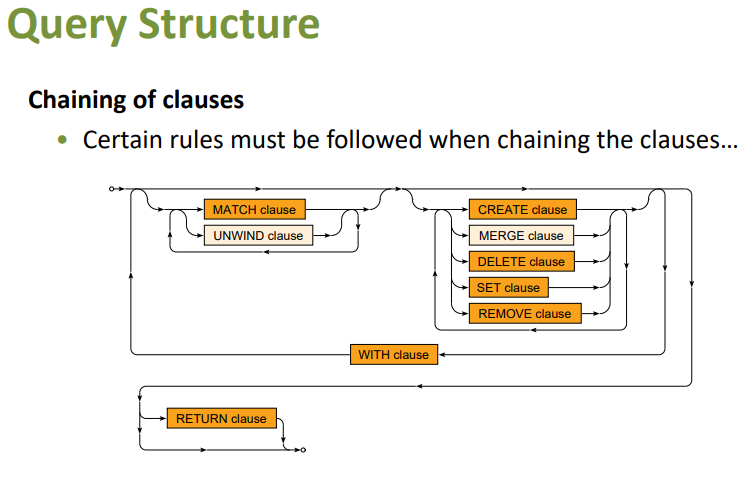 Query Structure
Chaining of clauses
• Certain rules must be followed when chaining the clauses...
MATCH clause
UNWIND clause
CREATE clause
MERGE clause
DELETE clause
SET clause
REMOVE clause
WITH clause
RETURN clause